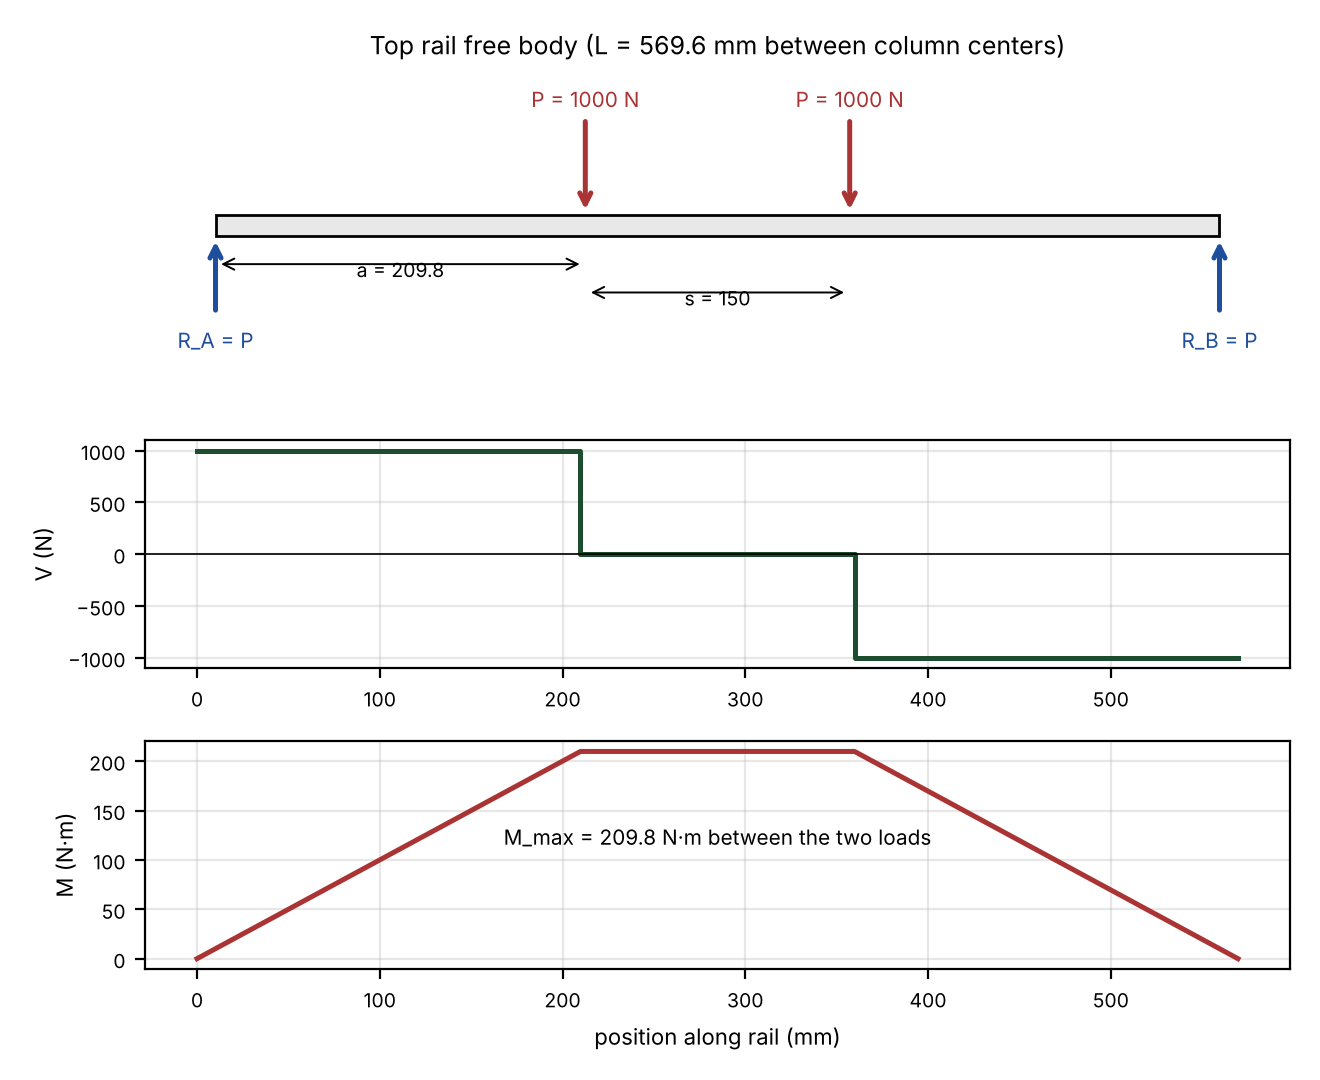 Top rail free body (L = 569.6 mm between column centers)
P = 1000 N
P = 1000 N
a = 209.8
s = 150
R_A = P
R_B = P
1000
500
0
−500
−1000
V (N)
0
100
200
300
400
500
200
150
100
50
0
M (N·m)
M_max = 209.8 N·m between the two loads
0
100
200
300
400
500
position along rail (mm)